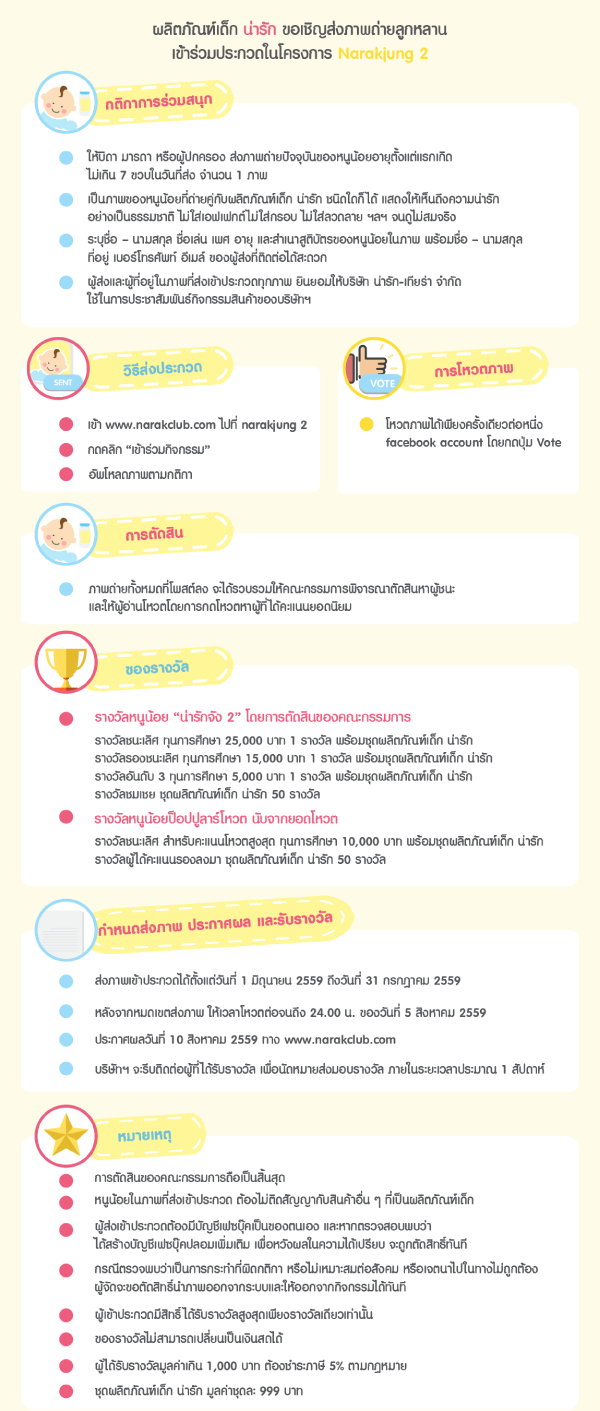 ผลิตภัณฑ์เด็ก น่ารัก ขอเชิญส่งภาพถ่ายลูกหลาน
เข้าร่วมประกวดในโครงการ Narakjung 2
กติกาการร่วมสนุก
ให้บิดา มารดา หรือผู้ปกครอง ส่งภาพถ่ายปัจจุบันของหนูน้อยอายุตั้งแต่แรกเกิด
ไม่เกิน 7 ขวบในวันที่ส่ง จำนวน 1 ภาพ
เป็นภาพของหนูน้อยที่ถ่ายคู่กับผลิตภัณฑ์เด็ก น่ารัก ชนิดใดก็ได้ แสดงให้เห็นถึงความน่ารัก
อย่างเป็นธรรมชาติ ไม่ใส่เอฟเฟกต์ไม่ใส่กรอบ ไม่ใส่ลวดลาย ฯลฯ จนดูไม่สมจริง
ระบุชื่อ – นามสกุล ชื่อเล่น เพศ อายุ และสำเนาสูติบัตรของหนูน้อยในภาพ พร้อมชื่อ – นามสกุล
ที่อยู่ เบอร์โทรศัพท์ อีเมล์ ของผู้ส่งที่ติดต่อได้สะดวก
ผู้ส่งและผู้ที่อยู่ในภาพที่ส่งเข้าประกวดทุกภาพ ยินยอมให้บริษัท น่ารัก-เทียร่า จำกัด
ใช้ในการประชาสัมพันธ์กิจกรรมสินค้าของบริษัทฯ
SENT
วิธีส่งประกวด
เข้า www.narakclub.com ไปที่ narakjung 2
กดคลิก “เข้าร่วมกิจกรรม”
อัพโหลดภาพตามกติกา
VOTE
การโหวตภาพ
โหวตภาพได้เพียงครั้งเดียวต่อหนึ่ง
facebook account โดยกดปุ่ม Vote
การตัดสิน
ภาพถ่ายทั้งหมดที่โพสต์ลง จะได้รวบรวมให้คณะกรรมการพิจารณาตัดสินหาผู้ชนะ
และให้ผู้อ่านโหวตโดยการกดโหวตหาผู้ที่ได้คะแนนยอดนิยม
ของรางวัล
รางวัลหนูน้อย “น่ารักจัง 2” โดยการตัดสินของคณะกรรมการ
รางวัลชนะเลิศ ทุนการศึกษา 25,000 บาท 1 รางวัล พร้อมชุดผลิตภัณฑ์เด็ก น่ารัก
รางวัลรองชนะเลิศ ทุนการศึกษา 15,000 บาท 1 รางวัล พร้อมชุดผลิตภัณฑ์เด็ก น่ารัก
รางวัลอันดับ 3 ทุนการศึกษา 5,000 บาท 1 รางวัล พร้อมชุดผลิตภัณฑ์เด็ก น่ารัก
รางวัลชมเชย ชุดผลิตภัณฑ์เด็ก น่ารัก 50 รางวัล
รางวัลหนูน้อยป็อปปูลาร์โหวต นับจากยอดโหวต
รางวัลชนะเลิศ สำหรับคะแนนโหวตสูงสุด ทุนการศึกษา 10,000 บาท พร้อมชุดผลิตภัณฑ์เด็ก น่ารัก
รางวัลผู้ได้คะแนนรองลงมา ชุดผลิตภัณฑ์เด็ก น่ารัก 50 รางวัล
กำหนดส่งภาพ ประกาศผล และรับรางวัล
ส่งภาพเข้าประกวดได้ตั้งแต่วันที่ 1 มิถุนายน 2559 ถึงวันที่ 31 กรกฎาคม 2559
หลังจากหมดเขตส่งภาพ ให้เวลาโหวตต่อจนถึง 24.00 น. ของวันที่ 5 สิงหาคม 2559
ประกาศผลวันที่ 10 สิงหาคม 2559 ทาง www.narakclub.com
บริษัทฯ จะรีบติดต่อผู้ที่ได้รับรางวัล เพื่อนัดหมายส่งมอบรางวัล ภายในระยะเวลาประมาณ 1 สัปดาห์
หมายเหตุ
การตัดสินของคณะกรรมการถือเป็นสิ้นสุด
หนูน้อยในภาพที่ส่งเข้าประกวด ต้องไม่ติดสัญญากับสินค้าอื่น ๆ ที่เป็นผลิตภัณฑ์เด็ก
ผู้ส่งเข้าประกวดต้องมีบัญชีเฟซบุ๊คเป็นของตนเอง และหากตรวจสอบพบว่า
ได้สร้างบัญชีเฟซบุ๊คปลอมเพิ่มเติม เพื่อหวังผลในความได้เปรียบ จะถูกตัดสิทธิ์ทันที
กรณีตรวจพบว่าเป็นการกระทำที่ผิดกติกา หรือไม่เหมาะสมต่อสังคม หรือเจตนาไปในทางไม่ถูกต้อง
ผู้จัดจะขอตัดสิทธิ์นำภาพออกจากระบบและให้ออกจากกิจกรรมได้ทันที
ผู้เข้าประกวดมีสิทธิ์ได้รับรางวัลสูงสุดเพียงรางวัลเดียวเท่านั้น
ของรางวัลไม่สามารถเปลี่ยนเป็นเงินสดได้
ผู้ได้รับรางวัลมูลค่าเกิน 1,000 บาท ต้องชำระภาษี 5% ตามกฎหมาย
ชุดผลิตภัณฑ์เด็ก น่ารัก มูลค่าชุดละ 999 บาท